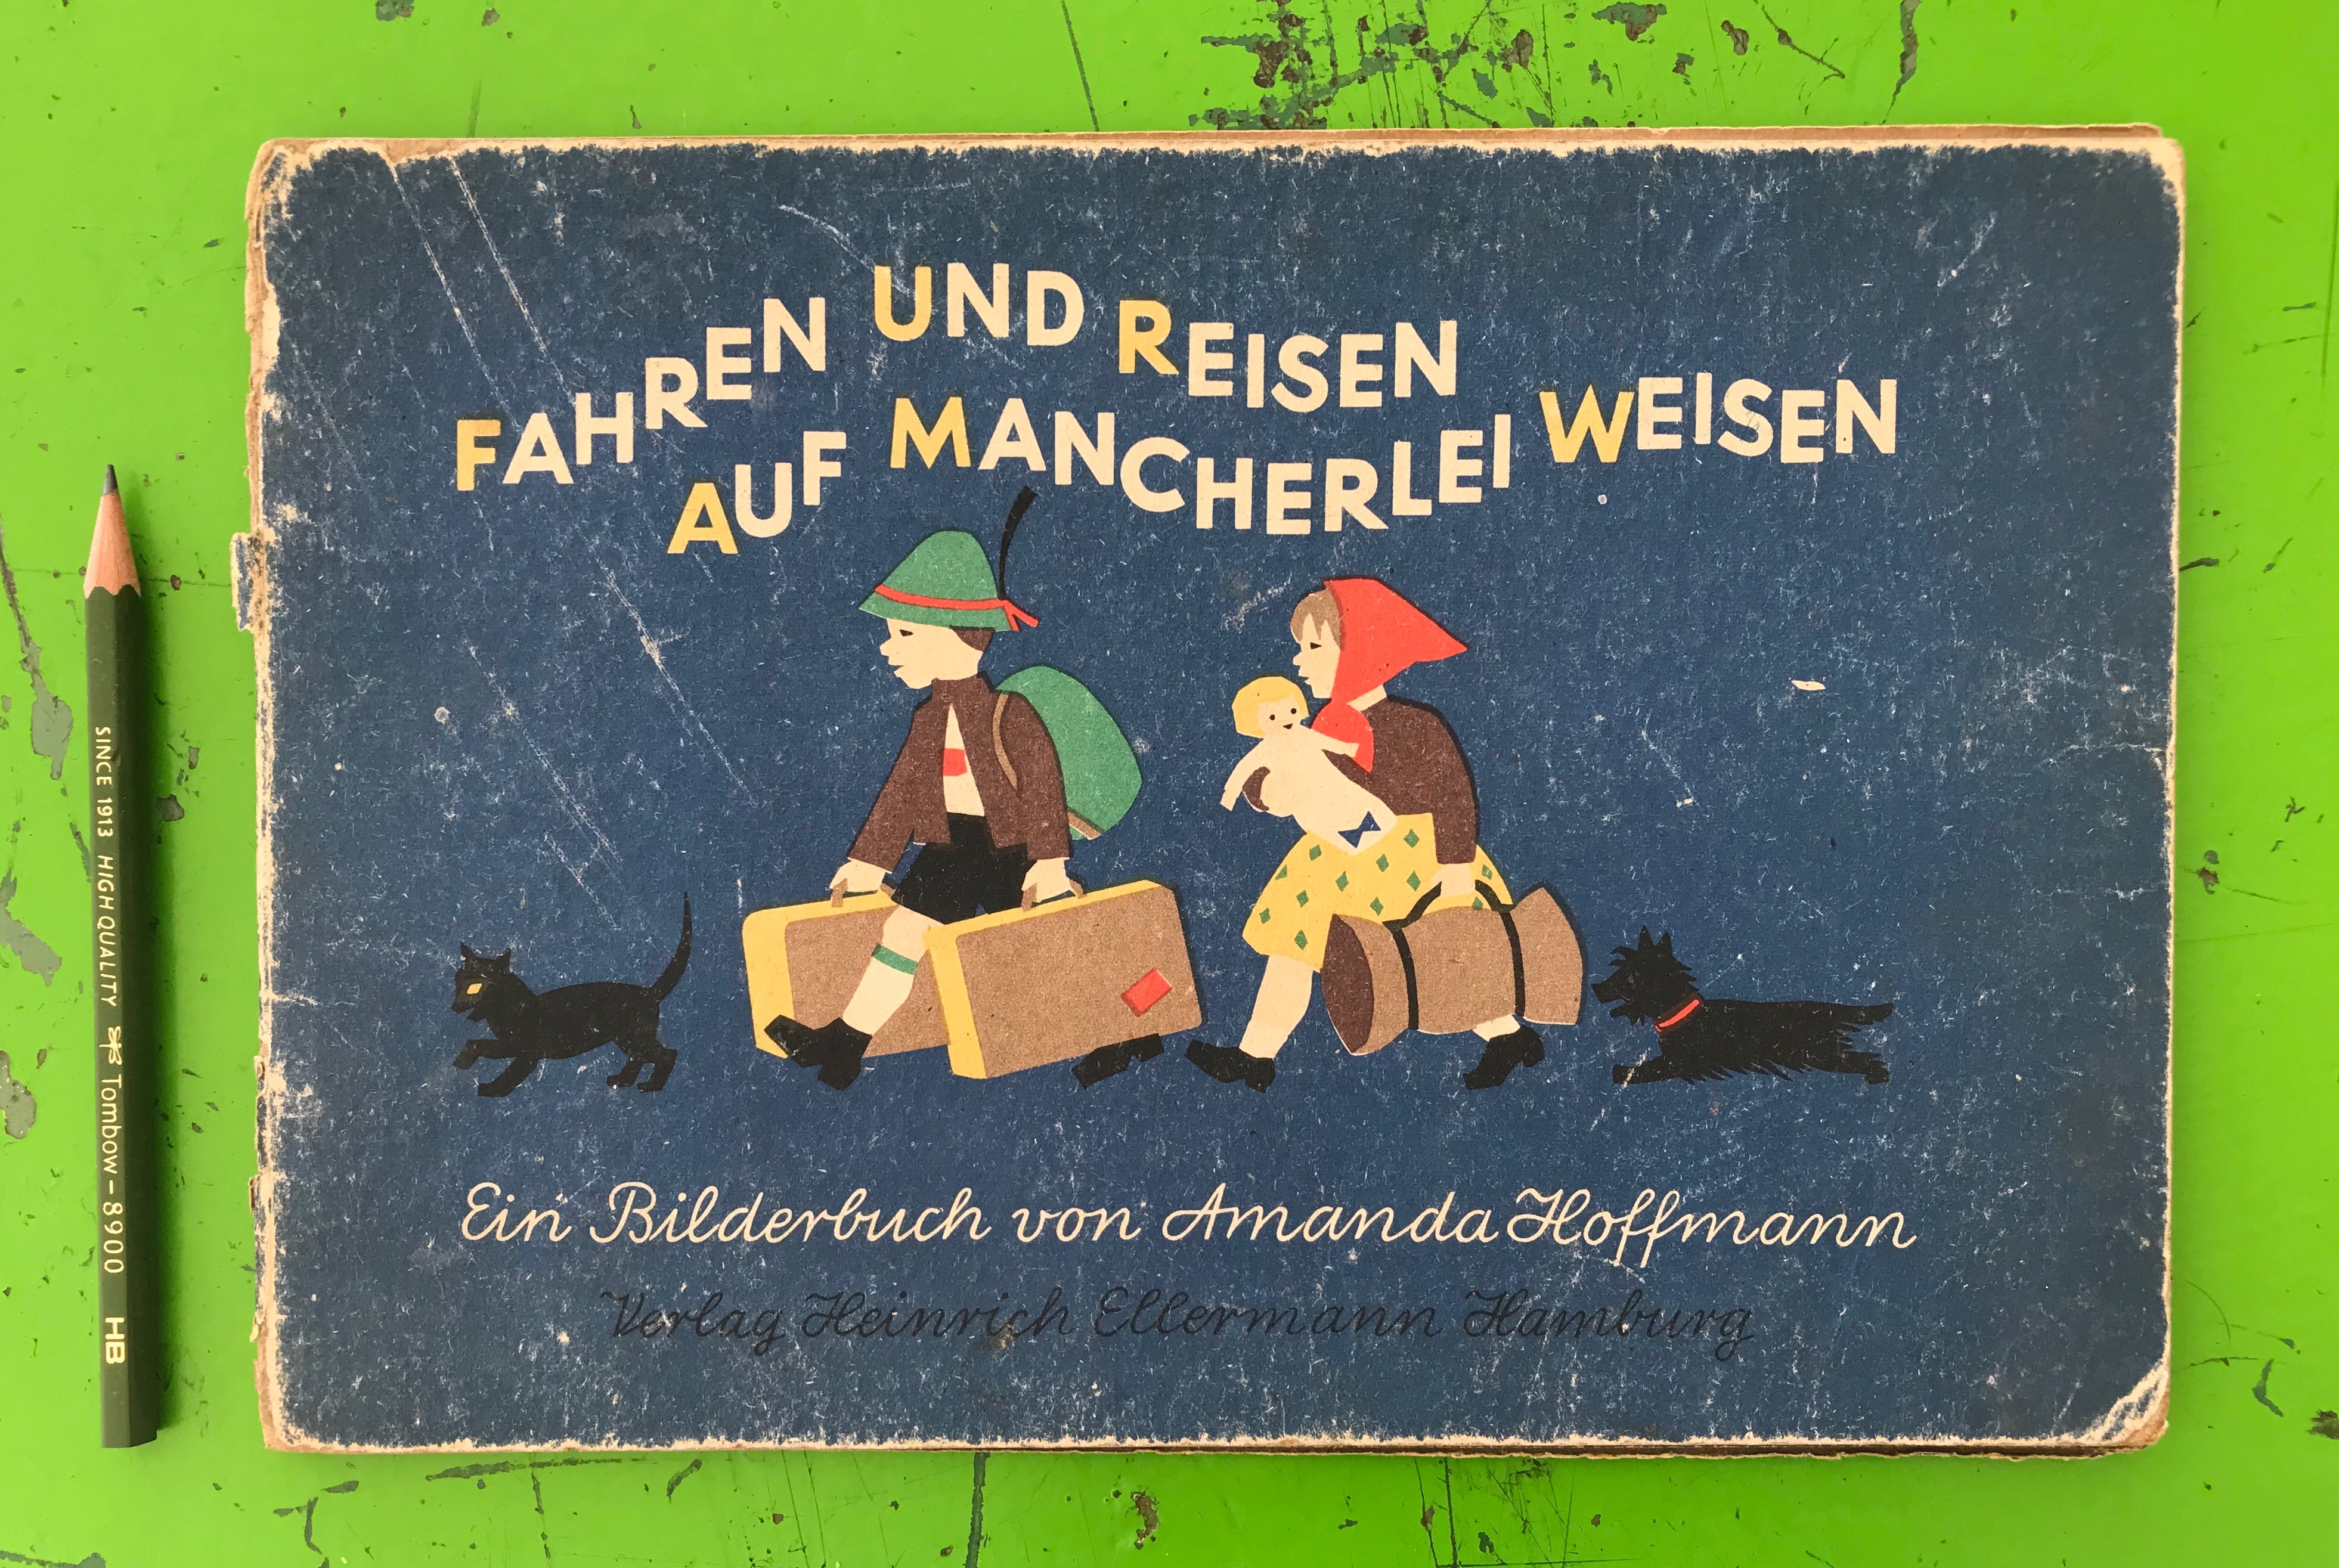 FAHREN UND REISEN
AUF MANCHERLEI WEISEN
Ein Bilderbuch von Amanda Hoffmann
Verlag Heinrich Ellermann Hamburg
SINCE 1913 HIGH QUALITY Tombow-8900 HB